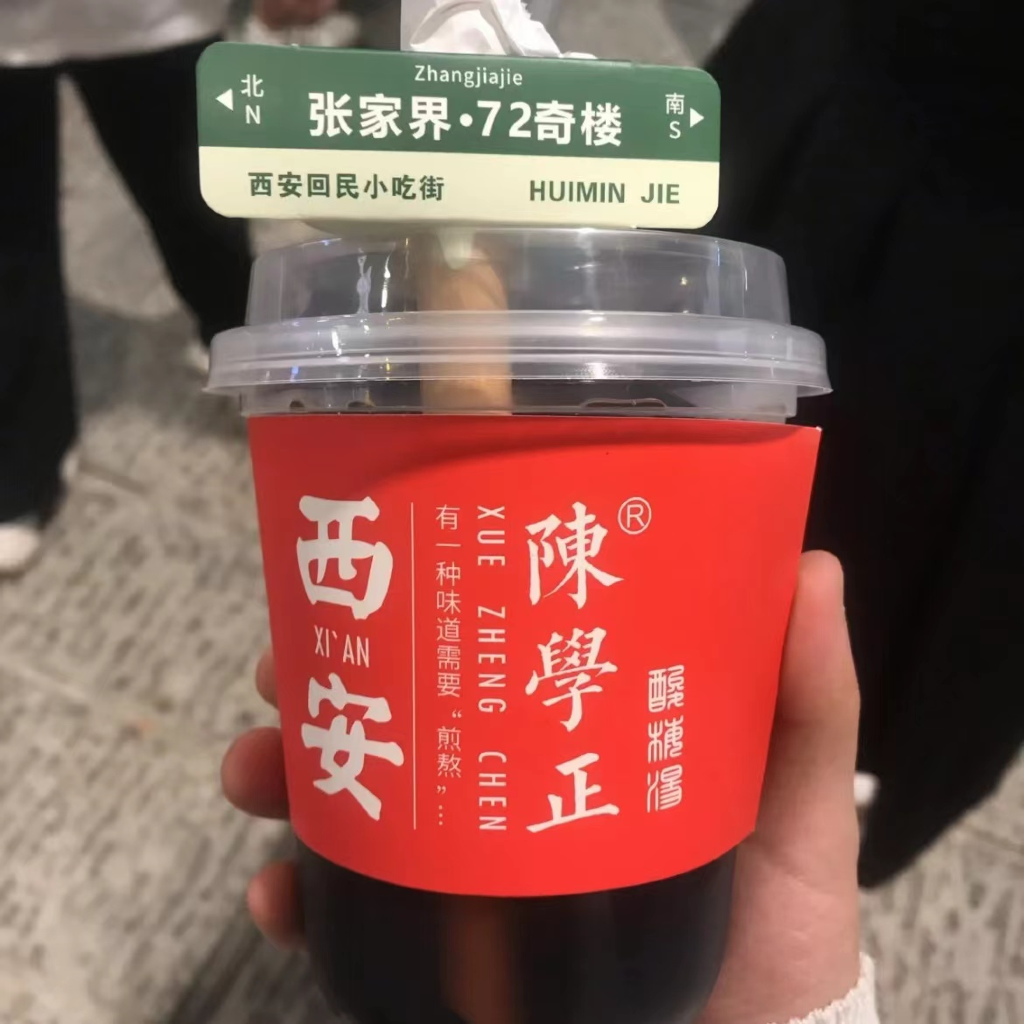 Zhangjiajie
北
N
张家界·72奇楼
南
S
西安回民小吃街
HUIMIN JIE
西安
XI`AN
有一种味道需要“煎熬”…
XUE ZHENG CHEN
陳學正®
酸梅湯